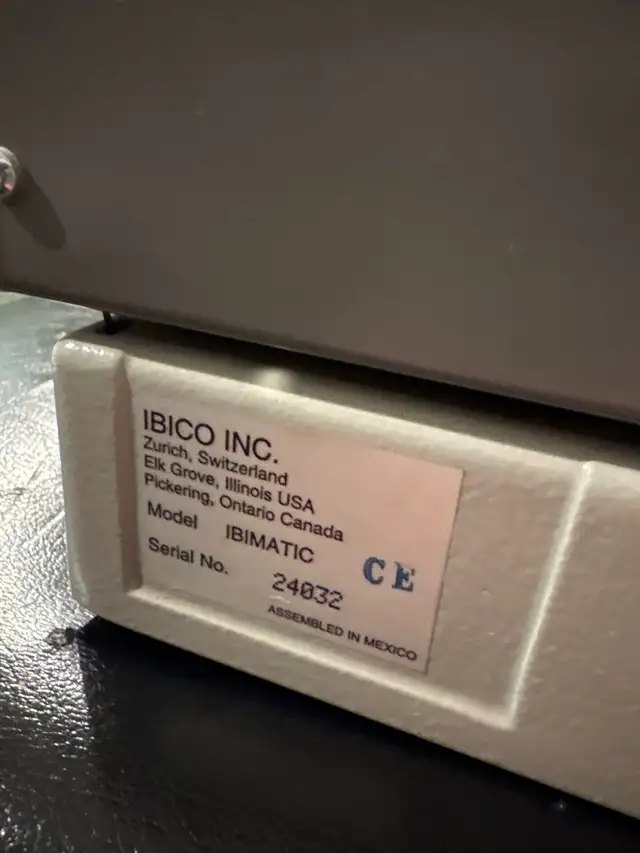 IBICO INC.
Zurich, Switzerland
Elk Grove, Illinois USA
Pickering, Ontario Canada
Model IBIMATIC
CE
Serial No. 24032
ASSEMBLED IN MEXICO